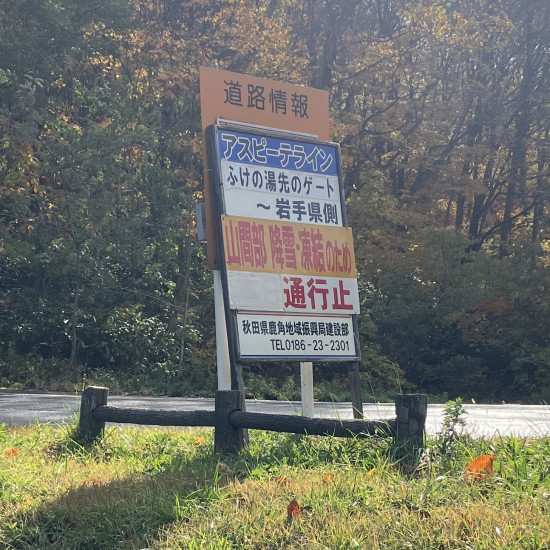 道路情報
アスピーテライン
ふけの湯先のゲート
～岩手県側
山間部 降雪・凍結のため
通行止
秋田県鹿角地域振興局建設部
TEL0186-23-2301